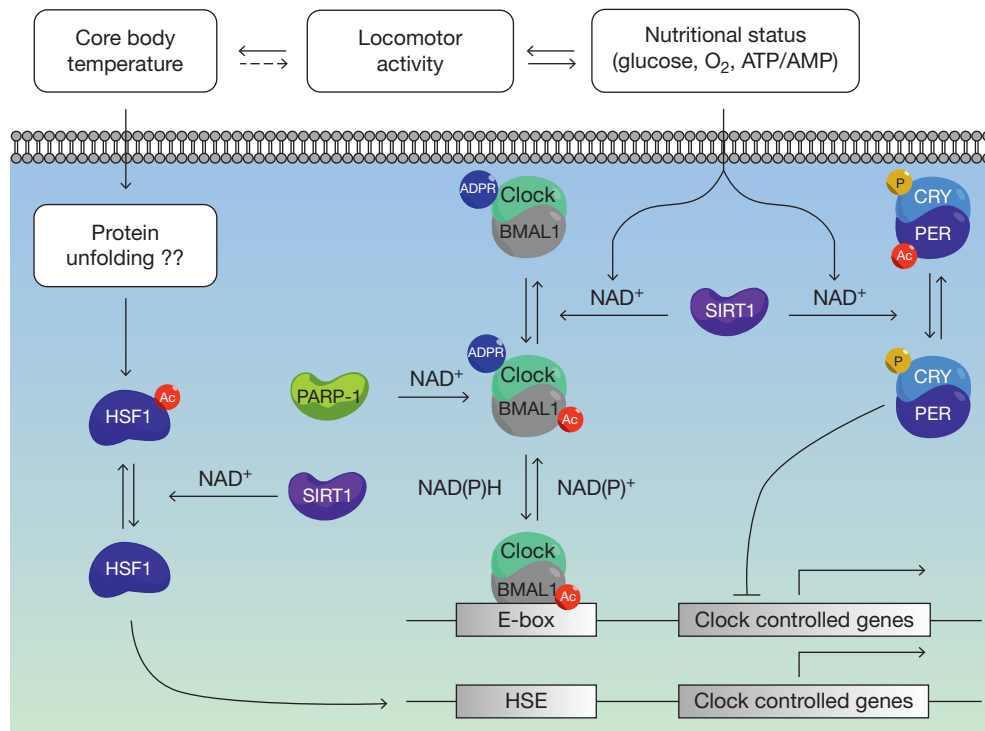 Core body
temperature
Locomotor
activity
Nutritional status
(glucose, O₂, ATP/AMP)
ADPR
Clock
BMAL1
P
CRY
PER
Ac
Protein
unfolding ??
NAD⁺
SIRT1
NAD⁺
ADPR
Clock
BMAL1
Ac
P
CRY
PER
PARP-1
NAD⁺
Ac
HSF1
NAD⁺
SIRT1
NAD(P)H
NAD(P)⁺
HSF1
Clock
BMAL1
Ac
E-box
Clock controlled genes
HSE
Clock controlled genes